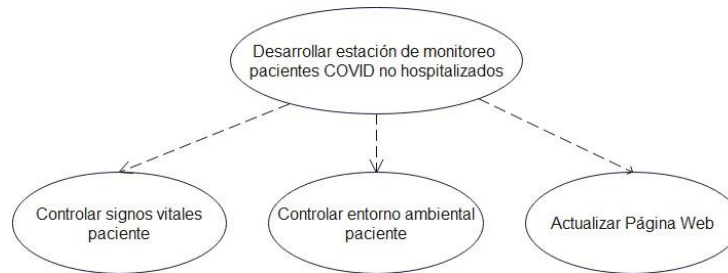 Desarrollar estación de monitoreo
pacientes COVID no hospitalizados
Controlar signos vitales
paciente
Controlar entorno ambiental
paciente
Actualizar Página Web